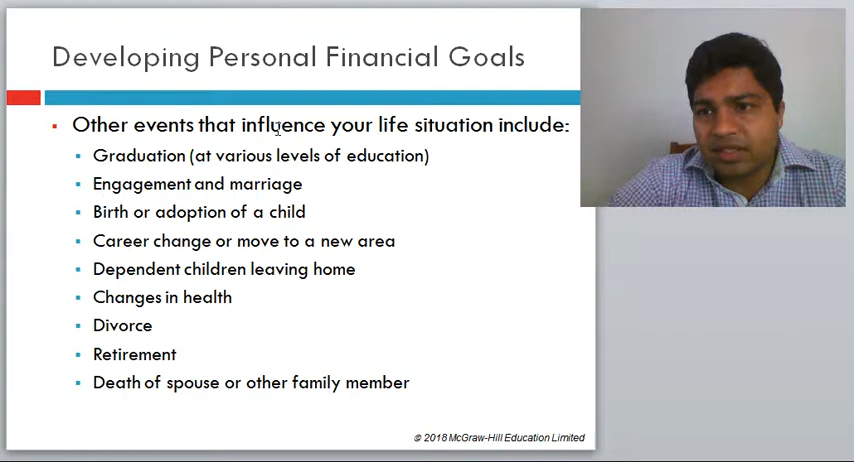 Developing Personal Financial Goals
Other events that influence your life situation include:
Graduation (at various levels of education)
Engagement and marriage
Birth or adoption of a child
Career change or move to a new area
Dependent children leaving home
Changes in health
Divorce
Retirement
Death of spouse or other family member
© 2018 McGraw-Hill Education Limited